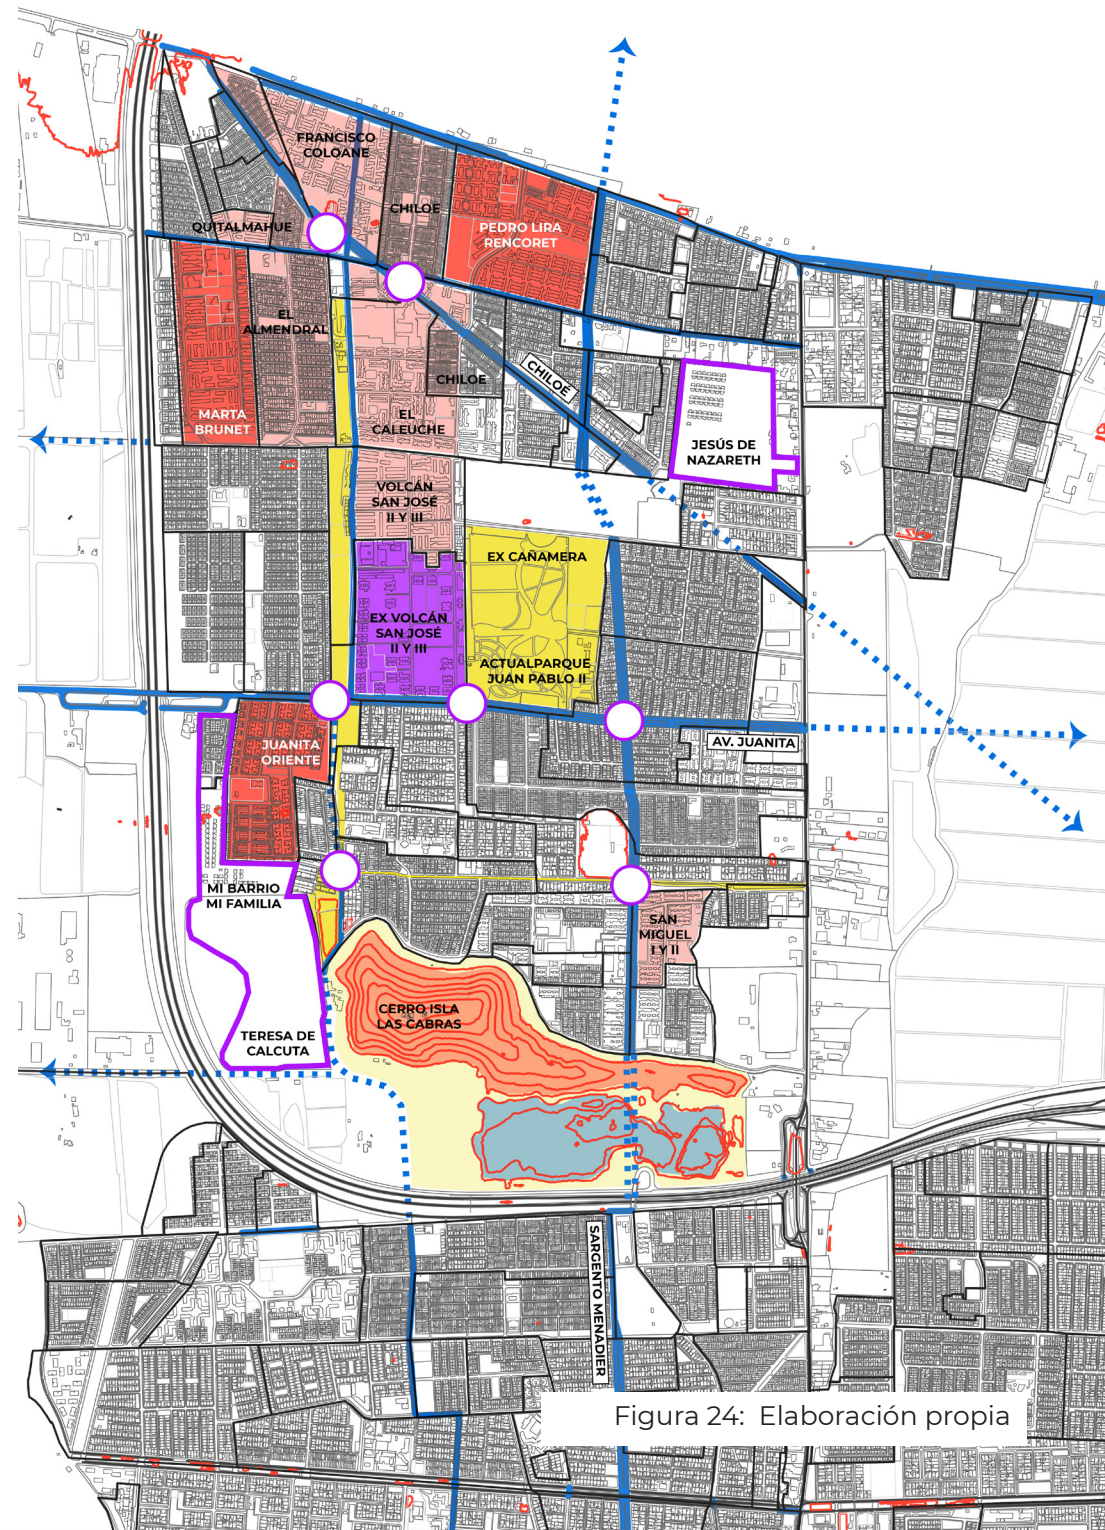 FRANCISCO
COLOANE
CHILOE
QUITALMAHUE
PEDRO LIRA
RENCORET
EL
ALMENDRAL
CHILOE
CHILOÉ
MARTA
BRUNET
EL
CALEUCHE
JESÚS DE
NAZARETH
VOLCÁN
SAN JOSÉ
II Y III
EX CAÑAMERA
EX VOLCÁN
SAN JOSÉ
II Y III
ACTUALPARQUE
JUAN PABLO II
JUANITA
ORIENTE
AV. JUANITA
MI BARRIO
MI FAMILIA
SAN
MIGUEL
I Y II
CERRO ISLA
LAS CABRAS
TERESA DE
CALCUTA
SARGENTO MENADIER
Figura 24: Elaboración propia